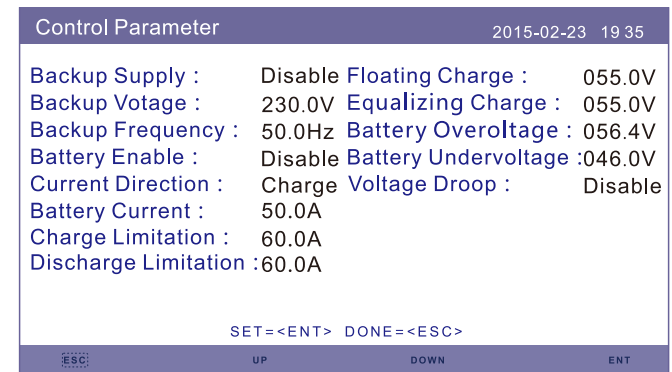 Control Parameter 2015-02-23 19 35
Backup Supply : Disable Floating Charge : 055.0V
Backup Votage : 230.0V Equalizing Charge : 055.0V
Backup Frequency : 50.0Hz Battery Overoltage : 056.4V
Battery Enable : Disable Battery Undervoltage :046.0V
Current Direction : Charge Voltage Droop : Disable
Battery Current : 50.0A
Charge Limitation : 60.0A
Discharge Limitation :60.0A
SET=<ENT> DONE=<ESC>
ESC UP DOWN ENT